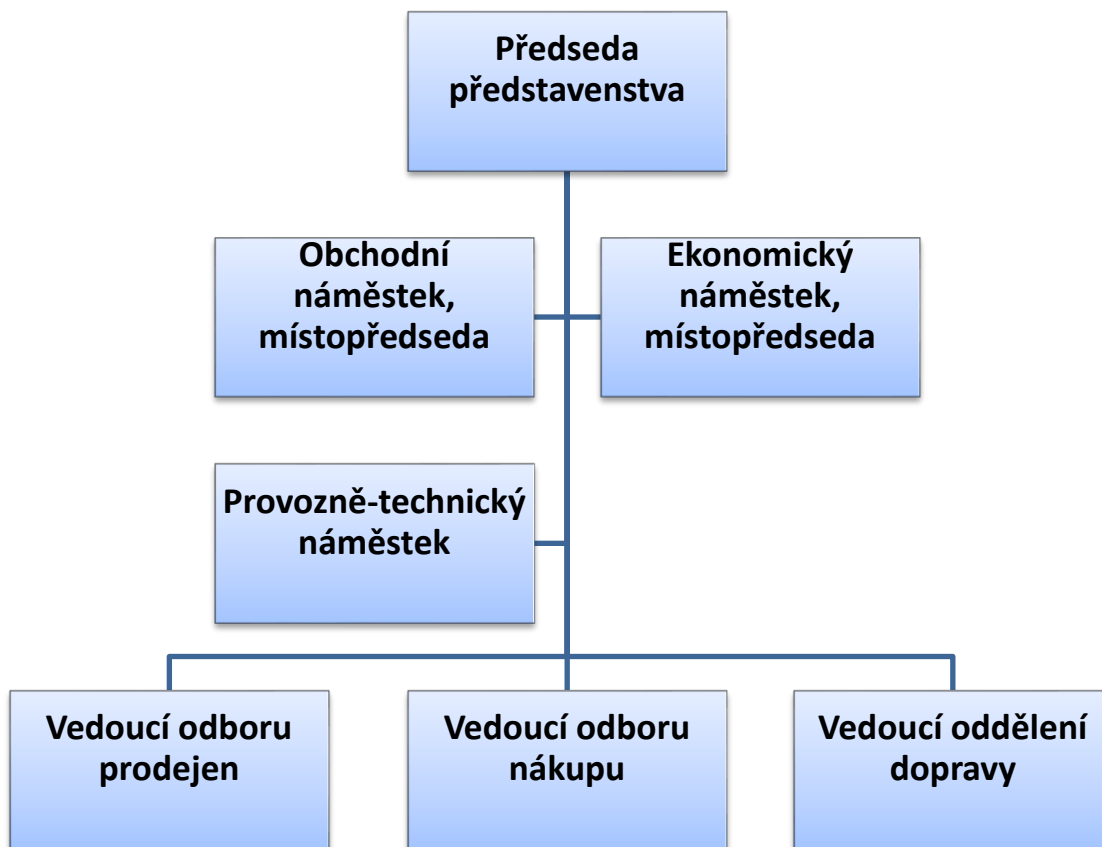 Předseda
představenstva
Obchodní
náměstek,
místopředseda
Ekonomický
náměstek,
místopředseda
Provozně-technický
náměstek
Vedoucí odboru
prodejen
Vedoucí odboru
nákupu
Vedoucí oddělení
dopravy